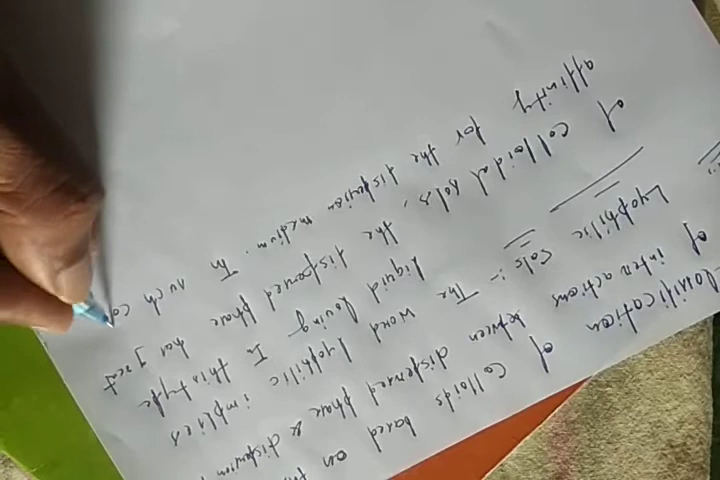 Classification of Colloids based on the
of interactions between dispersed phase & dispersion
Lyophilic Sols :- The word lyophilic implies
liquid loving In this type
of colloidal sols, the dispersed phase has great
affinity for the dispersion medium. In such co